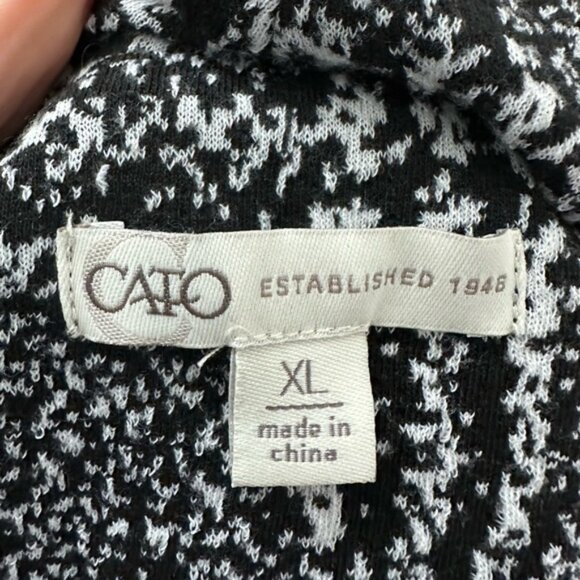 CATO ESTABLISHED 1946
XL
made in
china